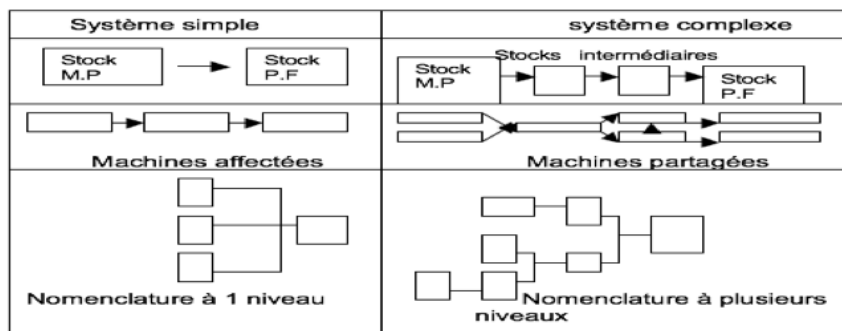 Système simple
système complexe
Stock
M.P
Stock
P.F
Stocks intermédiaires
Stock
M.P
Stock
P.F
Machines affectées
Machines partagées
Nomenclature à 1 niveau
Nomenclature à plusieurs
niveaux